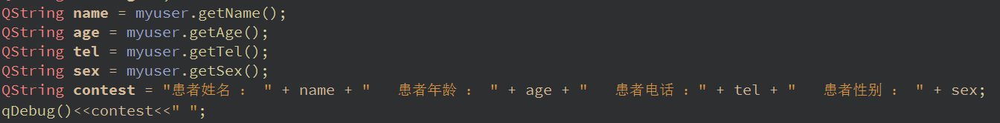 QString name = myuser.getName();
QString age = myuser.getAge();
QString tel = myuser.getTel();
QString sex = myuser.getSex();
QString contest = "患者姓名 ： " + name + "   患者年龄 ： " + age + "   患者电话 ：" + tel + "   患者性别 ： " + sex;
qDebug()<<contest<<" ";